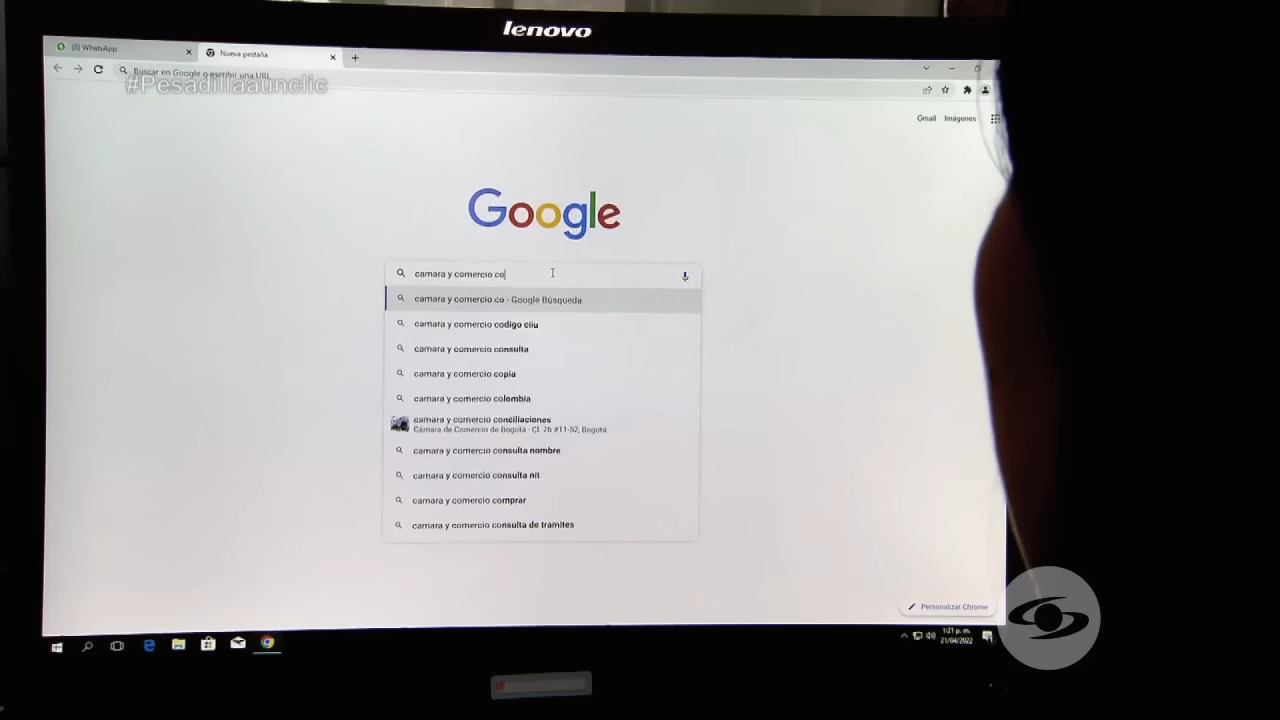 lenovo
(8) WhatsApp
Nueva pestaña
Buscar en Google o escribir una URL
#Pesadillaaunclic
Gmail Imágenes
Google
camara y comercio co
camara y comercio co - Google Búsqueda
camara y comercio codigo ciiu
camara y comercio consulta
camara y comercio copia
camara y comercio colombia
camara y comercio conciliaciones
Cámara de Comercio de Bogotá - Cl. 76 #11-52, Bogotá
camara y comercio consulta nombre
camara y comercio consulta nit
camara y comercio comprar
camara y comercio consulta de tramites
Personalizar Chrome
1:21 p. m.
21/04/2022